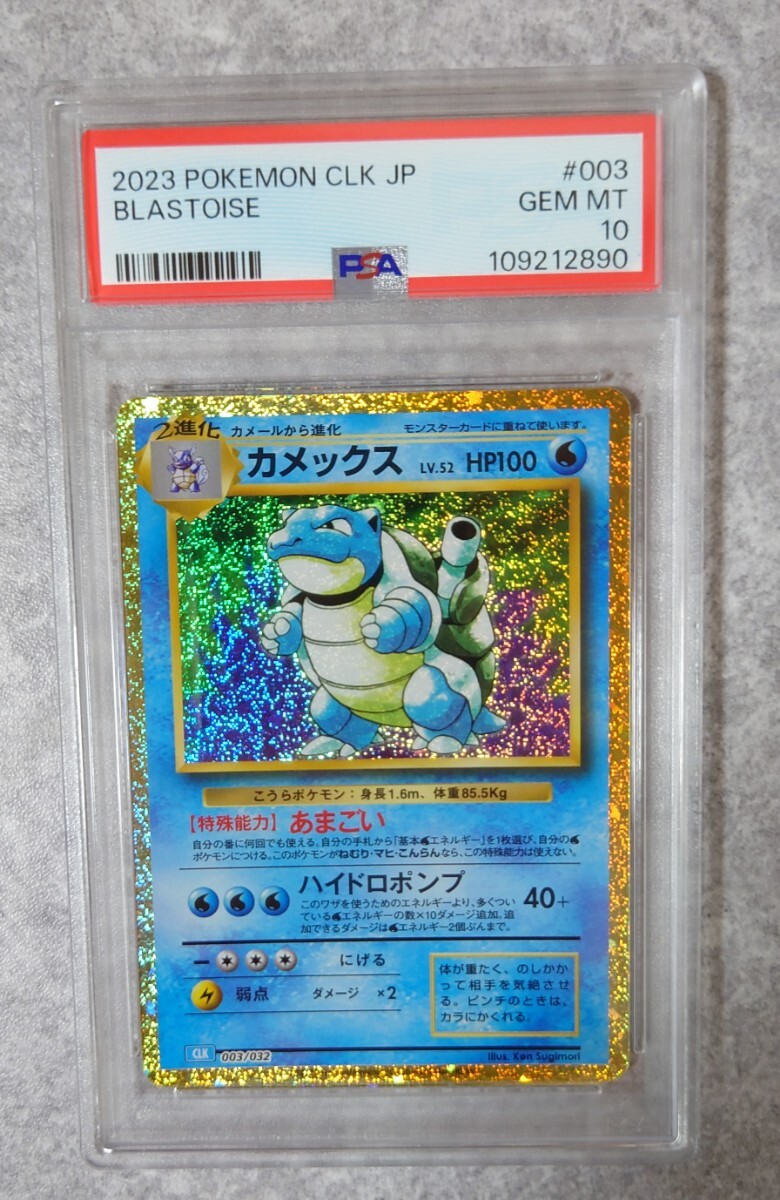 2023 POKEMON CLK JP
#003
BLASTOISE
GEM MT
10
PSA
109212890
2進化
カメールから進化
モンスターカードに重ねて使います。
カメックス LV.52 HP100
こうらポケモン：身長1.6m、体重85.5Kg
【特殊能力】 あまごい
自分の番に何回でも使える。自分の手札から「基本エネルギー」を1枚選び、自分の
ポケモンにつける。このポケモンがねむり・マヒ・こんらんなら、この特殊能力は使えない。
ハイドロポンプ
このワザを使うためのエネルギーより、多くつい
ているエネルギーの数×10ダメージ追加。追
加できるダメージはエネルギー2個ぶんまで。
40+
にげる
弱点 ダメージ ×2
体が重たく、のしかか
って相手を気絶させ
る。ピンチのときは、
カラにかくれる。
CLK 003/032
Illus. Ken Sugimori